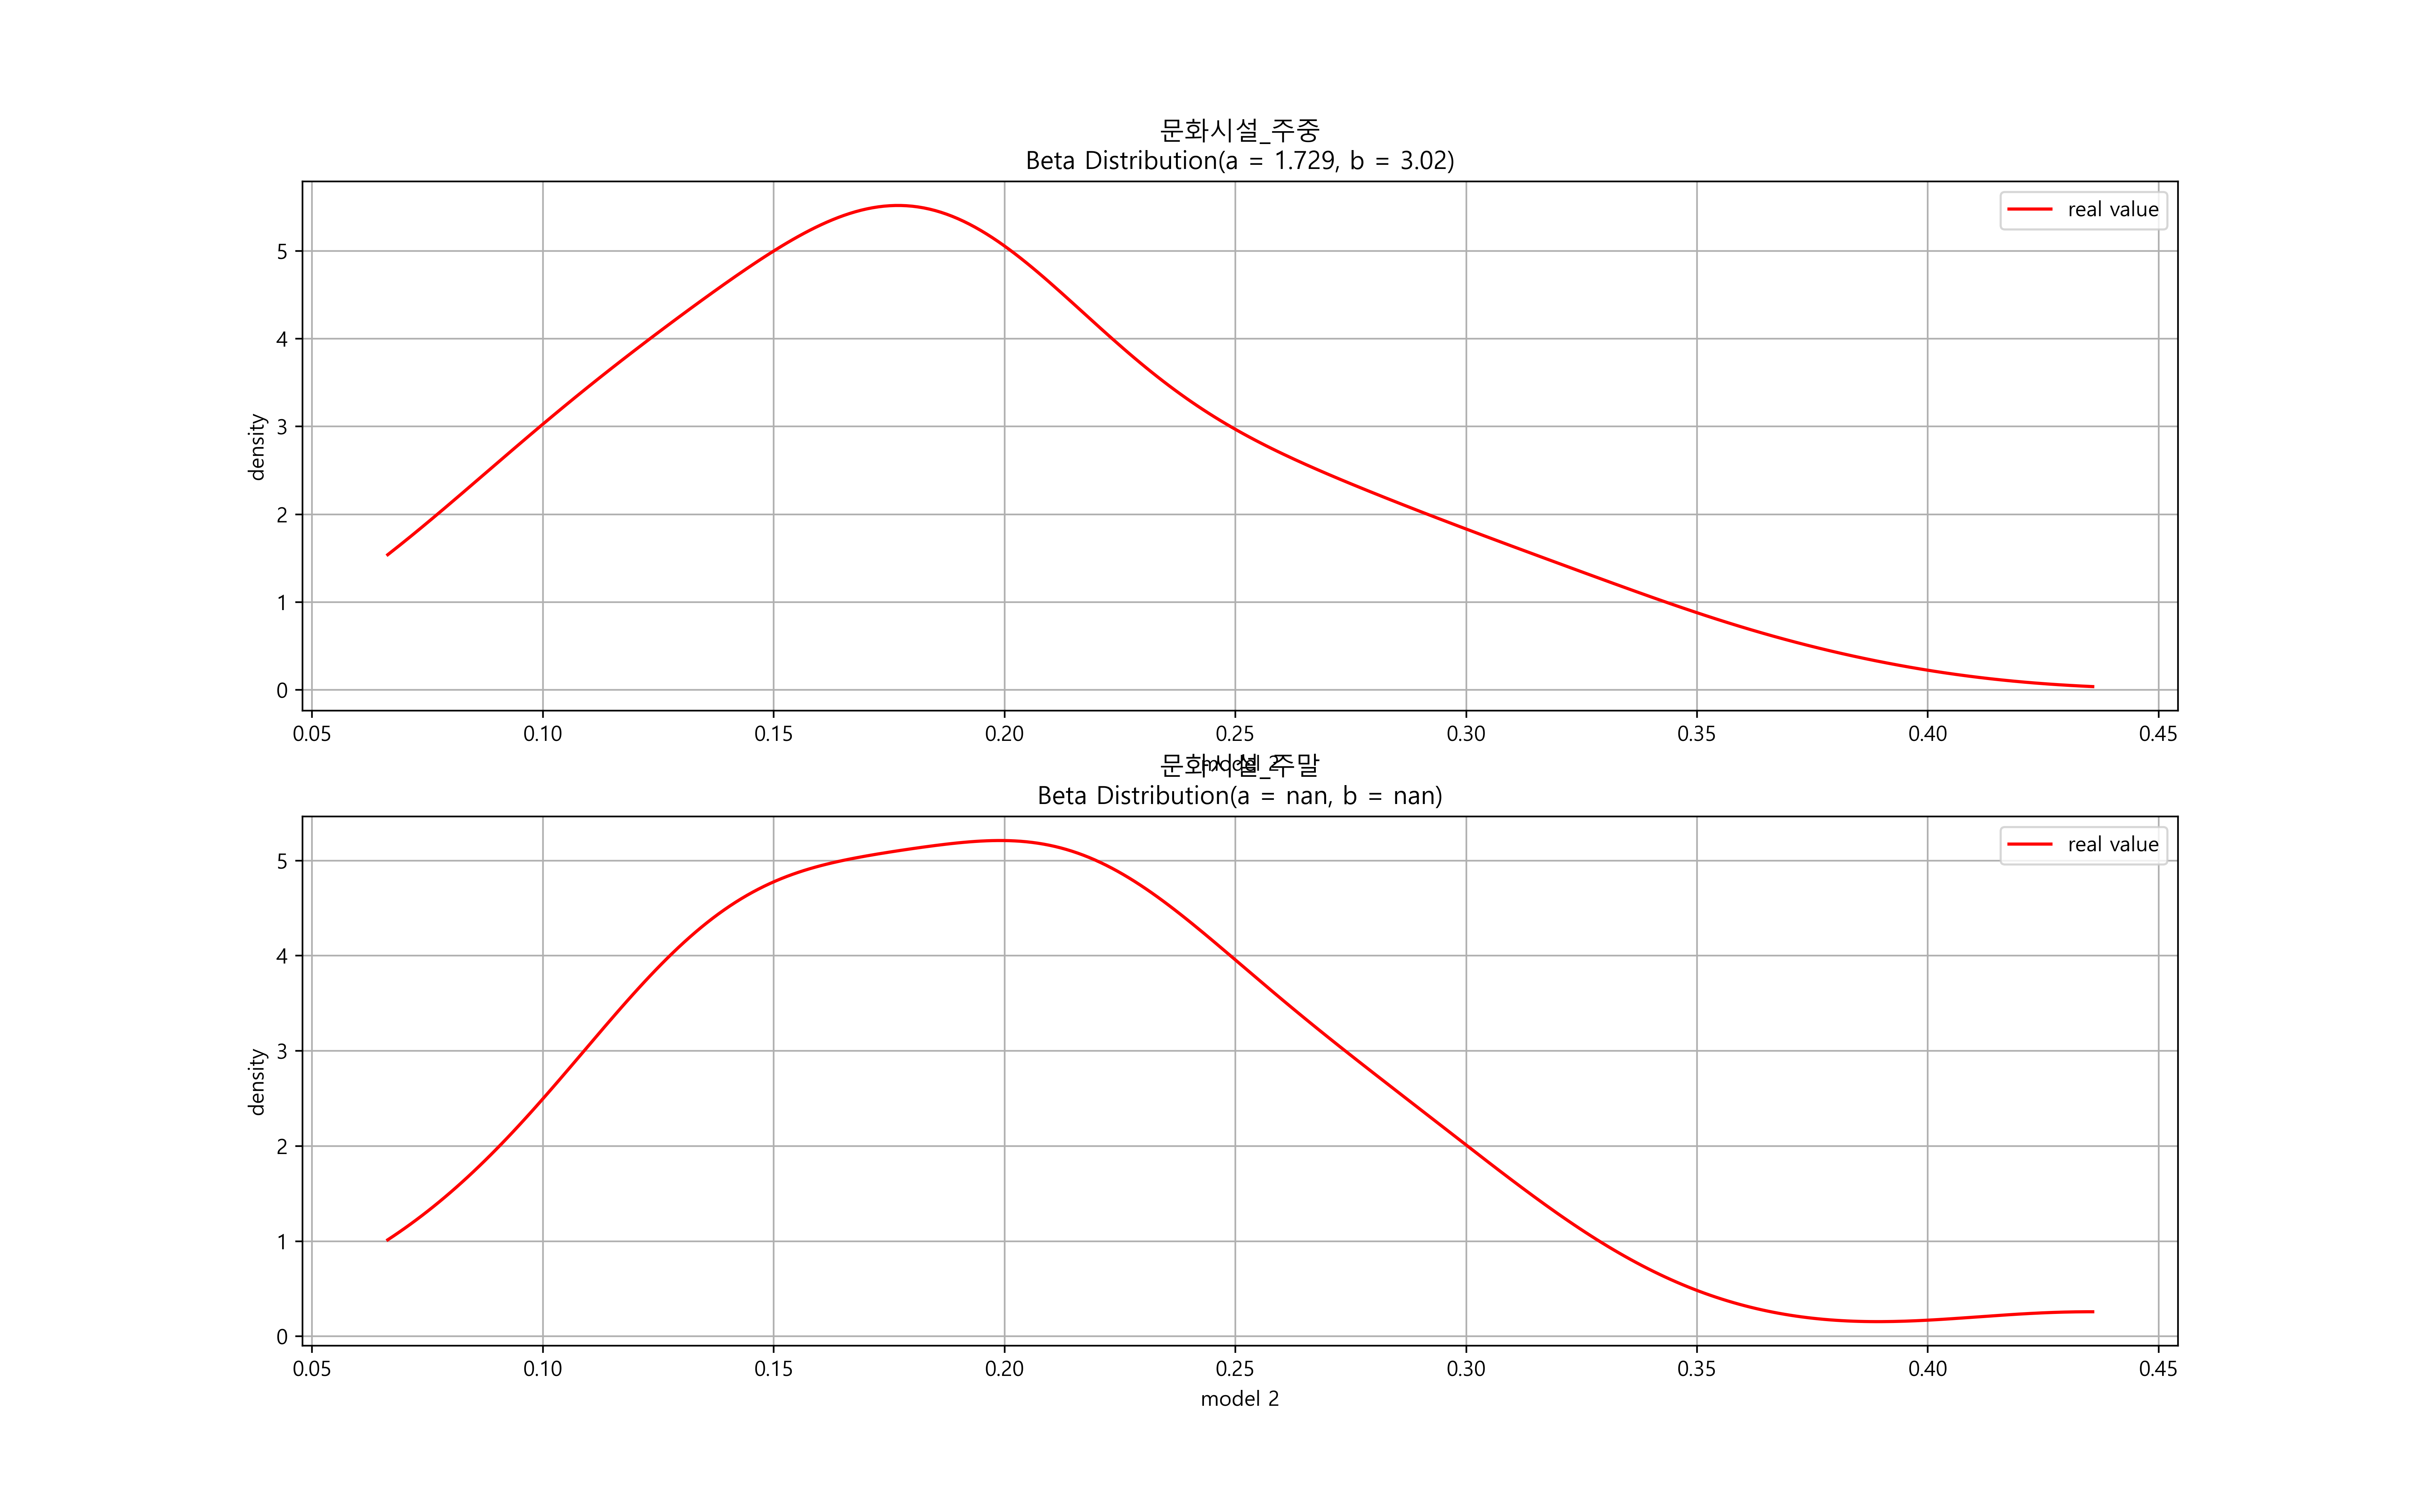 문화시설_주중
Beta Distribution(a = 1.729, b = 3.02)
real value
density
5
4
3
2
1
0
0.05 0.10 0.15 0.20 0.25 0.30 0.35 0.40 0.45
model 2
문화시설_주말
Beta Distribution(a = nan, b = nan)
real value
density
5
4
3
2
1
0
0.05 0.10 0.15 0.20 0.25 0.30 0.35 0.40 0.45
model 2